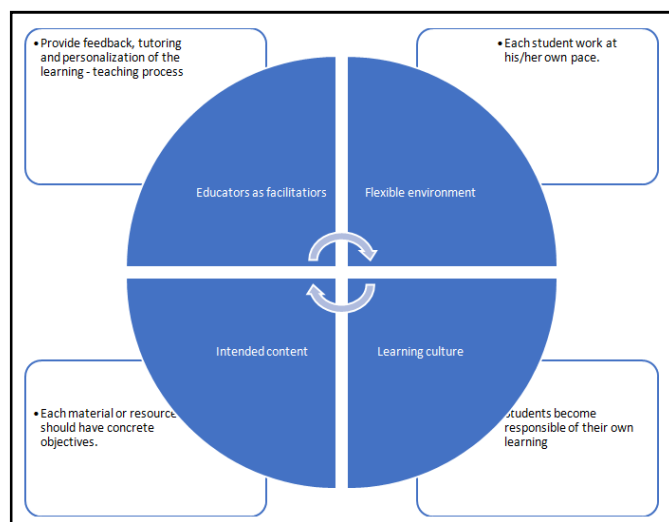 •Provide feedback, tutoring
and personalization of the
learning - teaching process
•Each student work at
his/her own pace.
Educators as facilitatiors
Flexible environment
Intended content
Learning culture
•Each material or resource
should have concrete
objectives.
Students become
responsible of their own
learning